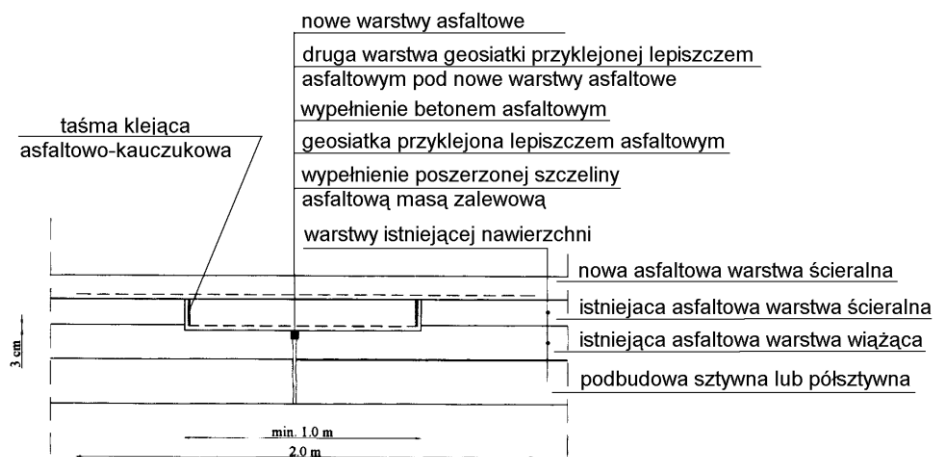 nowe warstwy asfaltowe
druga warstwa geosiatki przyklejonej lepiszczem
asfaltowym pod nowe warstwy asfaltowe
wypełnienie betonem asfaltowym
taśma klejąca
asfaltowo-kauczukowa
geosiatka przyklejona lepiszczem asfaltowym
wypełnienie poszerzonej szczeliny
asfaltową masą zalewową
warstwy istniejącej nawierzchni
nowa asfaltowa warstwa ścieralna
istniejaca asfaltowa warstwa ścieralna
istniejąca asfaltowa warstwa wiążąca
podbudowa sztywna lub półsztywna
3 cm
min. 1.0 m
2.0 m